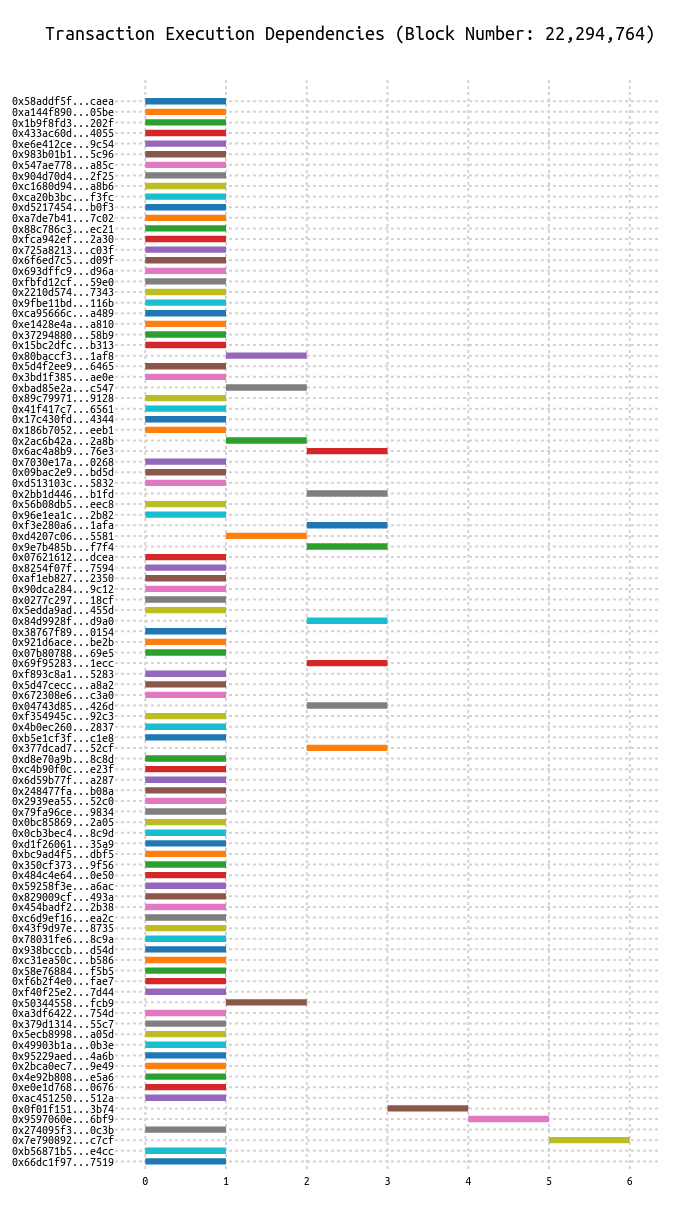 Transaction Execution Dependencies (Block Number: 22,294,764)
0x58addf5f...caea
0xa144f890...05be
0x1b9f8fd3...202f
0x433ac60d...4055
0xe6e412ce...9c54
0x983b01b1...5c96
0x547ae778...a85c
0x904d70d4...2f25
0xc1680d94...a8b6
0xca20b3bc...f3fc
0xd5217454...b0f3
0xa7de7b41...7c02
0x88c786c3...ec21
0xfca942ef...2a30
0x725a8213...c03f
0x6f6ed7c5...d09f
0x693dffc9...d96a
0xfbfd12cf...59e0
0x2210d574...7343
0x9fbe11bd...116b
0xca95666c...a489
0xe1428e4a...a810
0x37294880...58b9
0x15bc2dfc...b313
0x80baccf3...1af8
0x5d4f2ee9...6465
0x3bd1f385...ae0e
0xbad85e2a...c547
0x89c79971...9128
0x41f417c7...6561
0x17c430fd...4344
0x186b7052...eeb1
0x2ac6b42a...2a8b
0x6ac4a8b9...76e3
0x7030e17a...0268
0x09bac2e9...bd5d
0xd513103c...5832
0x2bb1d446...b1fd
0x56b08db5...eec8
0x96e1ea1c...2b82
0xf3e280a6...1afa
0xd4207c06...5581
0x9e7b485b...f7f4
0x07621612...dcea
0x8254f07f...7594
0xaf1eb827...2350
0x90dca284...9c12
0x0277c297...18cf
0x5edda9ad...455d
0x84d9928f...d9a0
0x38767f89...0154
0x921d6ace...be2b
0x07b80788...69e5
0x69f95283...1ecc
0xf893c8a1...5283
0x5d47cecc...a8a2
0x672308e6...c3a0
0x04743d85...426d
0xf354945c...92c3
0x4b0ec260...2837
0xb5e1cf3f...c1e8
0x377dcad7...52cf
0xd8e70a9b...8c8d
0xc4b90f0c...e23f
0x6d59b77f...a287
0x248477fa...b08a
0x2939ea55...52c0
0x79fa96ce...9834
0x0bc85869...2a05
0x0cb3bec4...8c9d
0xd1f26061...35a9
0xbc9ad4f5...dbf5
0x350cf373...9f56
0x484c4e64...0e50
0x59258f3e...a6ac
0x829009cf...493a
0x454badf2...2b38
0xc6d9ef16...ea2c
0x43f9d97e...8735
0x78031fe6...8c9a
0x938bcccb...d54d
0xc31ea50c...b586
0x58e76884...f5b5
0xf6b2f4e0...fae7
0xf40f25e2...7d44
0x50344558...fcb9
0xa3df6422...754d
0x379d1314...55c7
0x5ecb8998...a05d
0x49903b1a...0b3e
0x95229aed...4a6b
0x2bca0ec7...9e49
0x4e92b808...e5a6
0xe0e1d768...0676
0xac451250...512a
0x0f01f151...3b74
0x9597060e...6bf9
0x274095f3...0c3b
0x7e790892...c7cf
0xb56871b5...e4cc
0x66dc1f97...7519
0 1 2 3 4 5 6